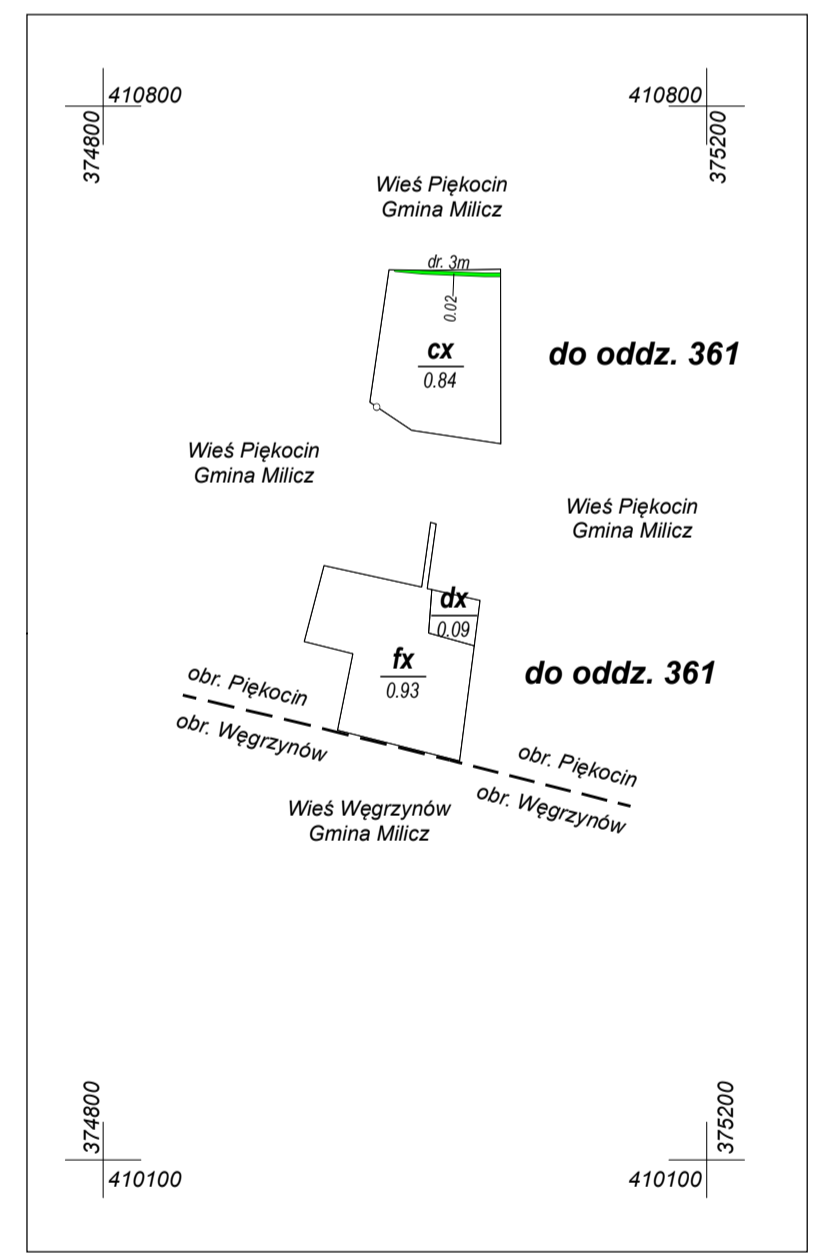 410800
374800
410800
375200
Wieś Piękocin
Gmina Milicz
dr. 3m
0.02
cx
0.84
do oddz. 361
Wieś Piękocin
Gmina Milicz
Wieś Piękocin
Gmina Milicz
dx
0.09
fx
0.93
do oddz. 361
obr. Piękocin
obr. Węgrzynów
obr. Piękocin
obr. Węgrzynów
Wieś Węgrzynów
Gmina Milicz
374800
410100
375200
410100